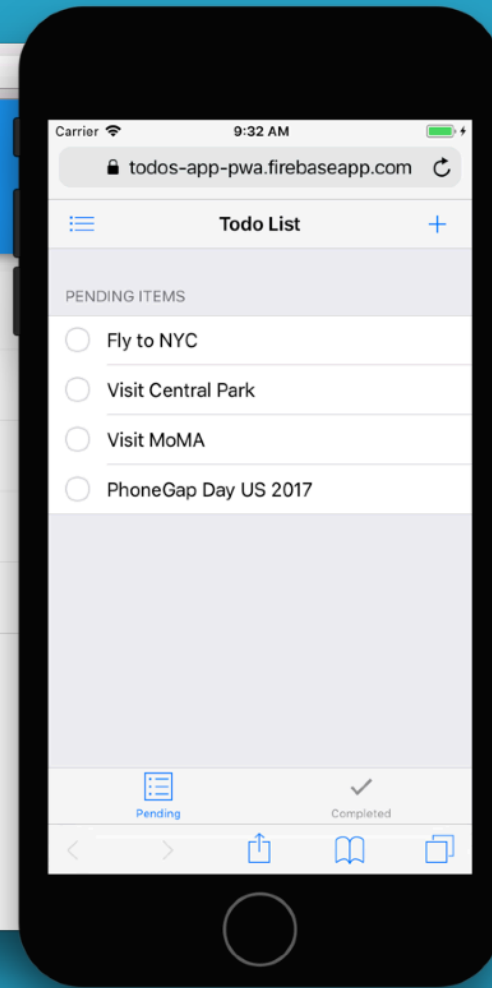 Carrier 9:32 AM
todos-app-pwa.firebaseapp.com
Todo List
PENDING ITEMS
Fly to NYC
Visit Central Park
Visit MoMA
PhoneGap Day US 2017
Pending Completed